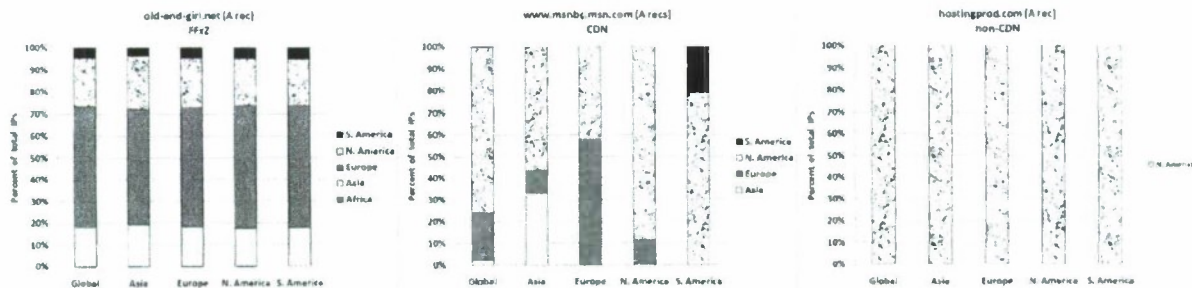 old-and-girl.net (A rec)
FFx2
Percent of total IPs
100%
90%
80%
70%
60%
50%
40%
30%
20%
10%
0%
Global Asia Europe N. America S. America
S. America
N. America
Europe
Asia
Africa
www.msnbc.msn.com (A recs)
CDN
Percent of total IPs
100%
90%
80%
70%
60%
50%
40%
30%
20%
10%
0%
Global Asia Europe N. America S. America
S. America
N. America
Europe
Asia
hostingprod.com (A rec)
non-CDN
Percent of total IPs
100%
90%
80%
70%
60%
50%
40%
30%
20%
10%
0%
Global Asia Europe N. America S. America
N. America